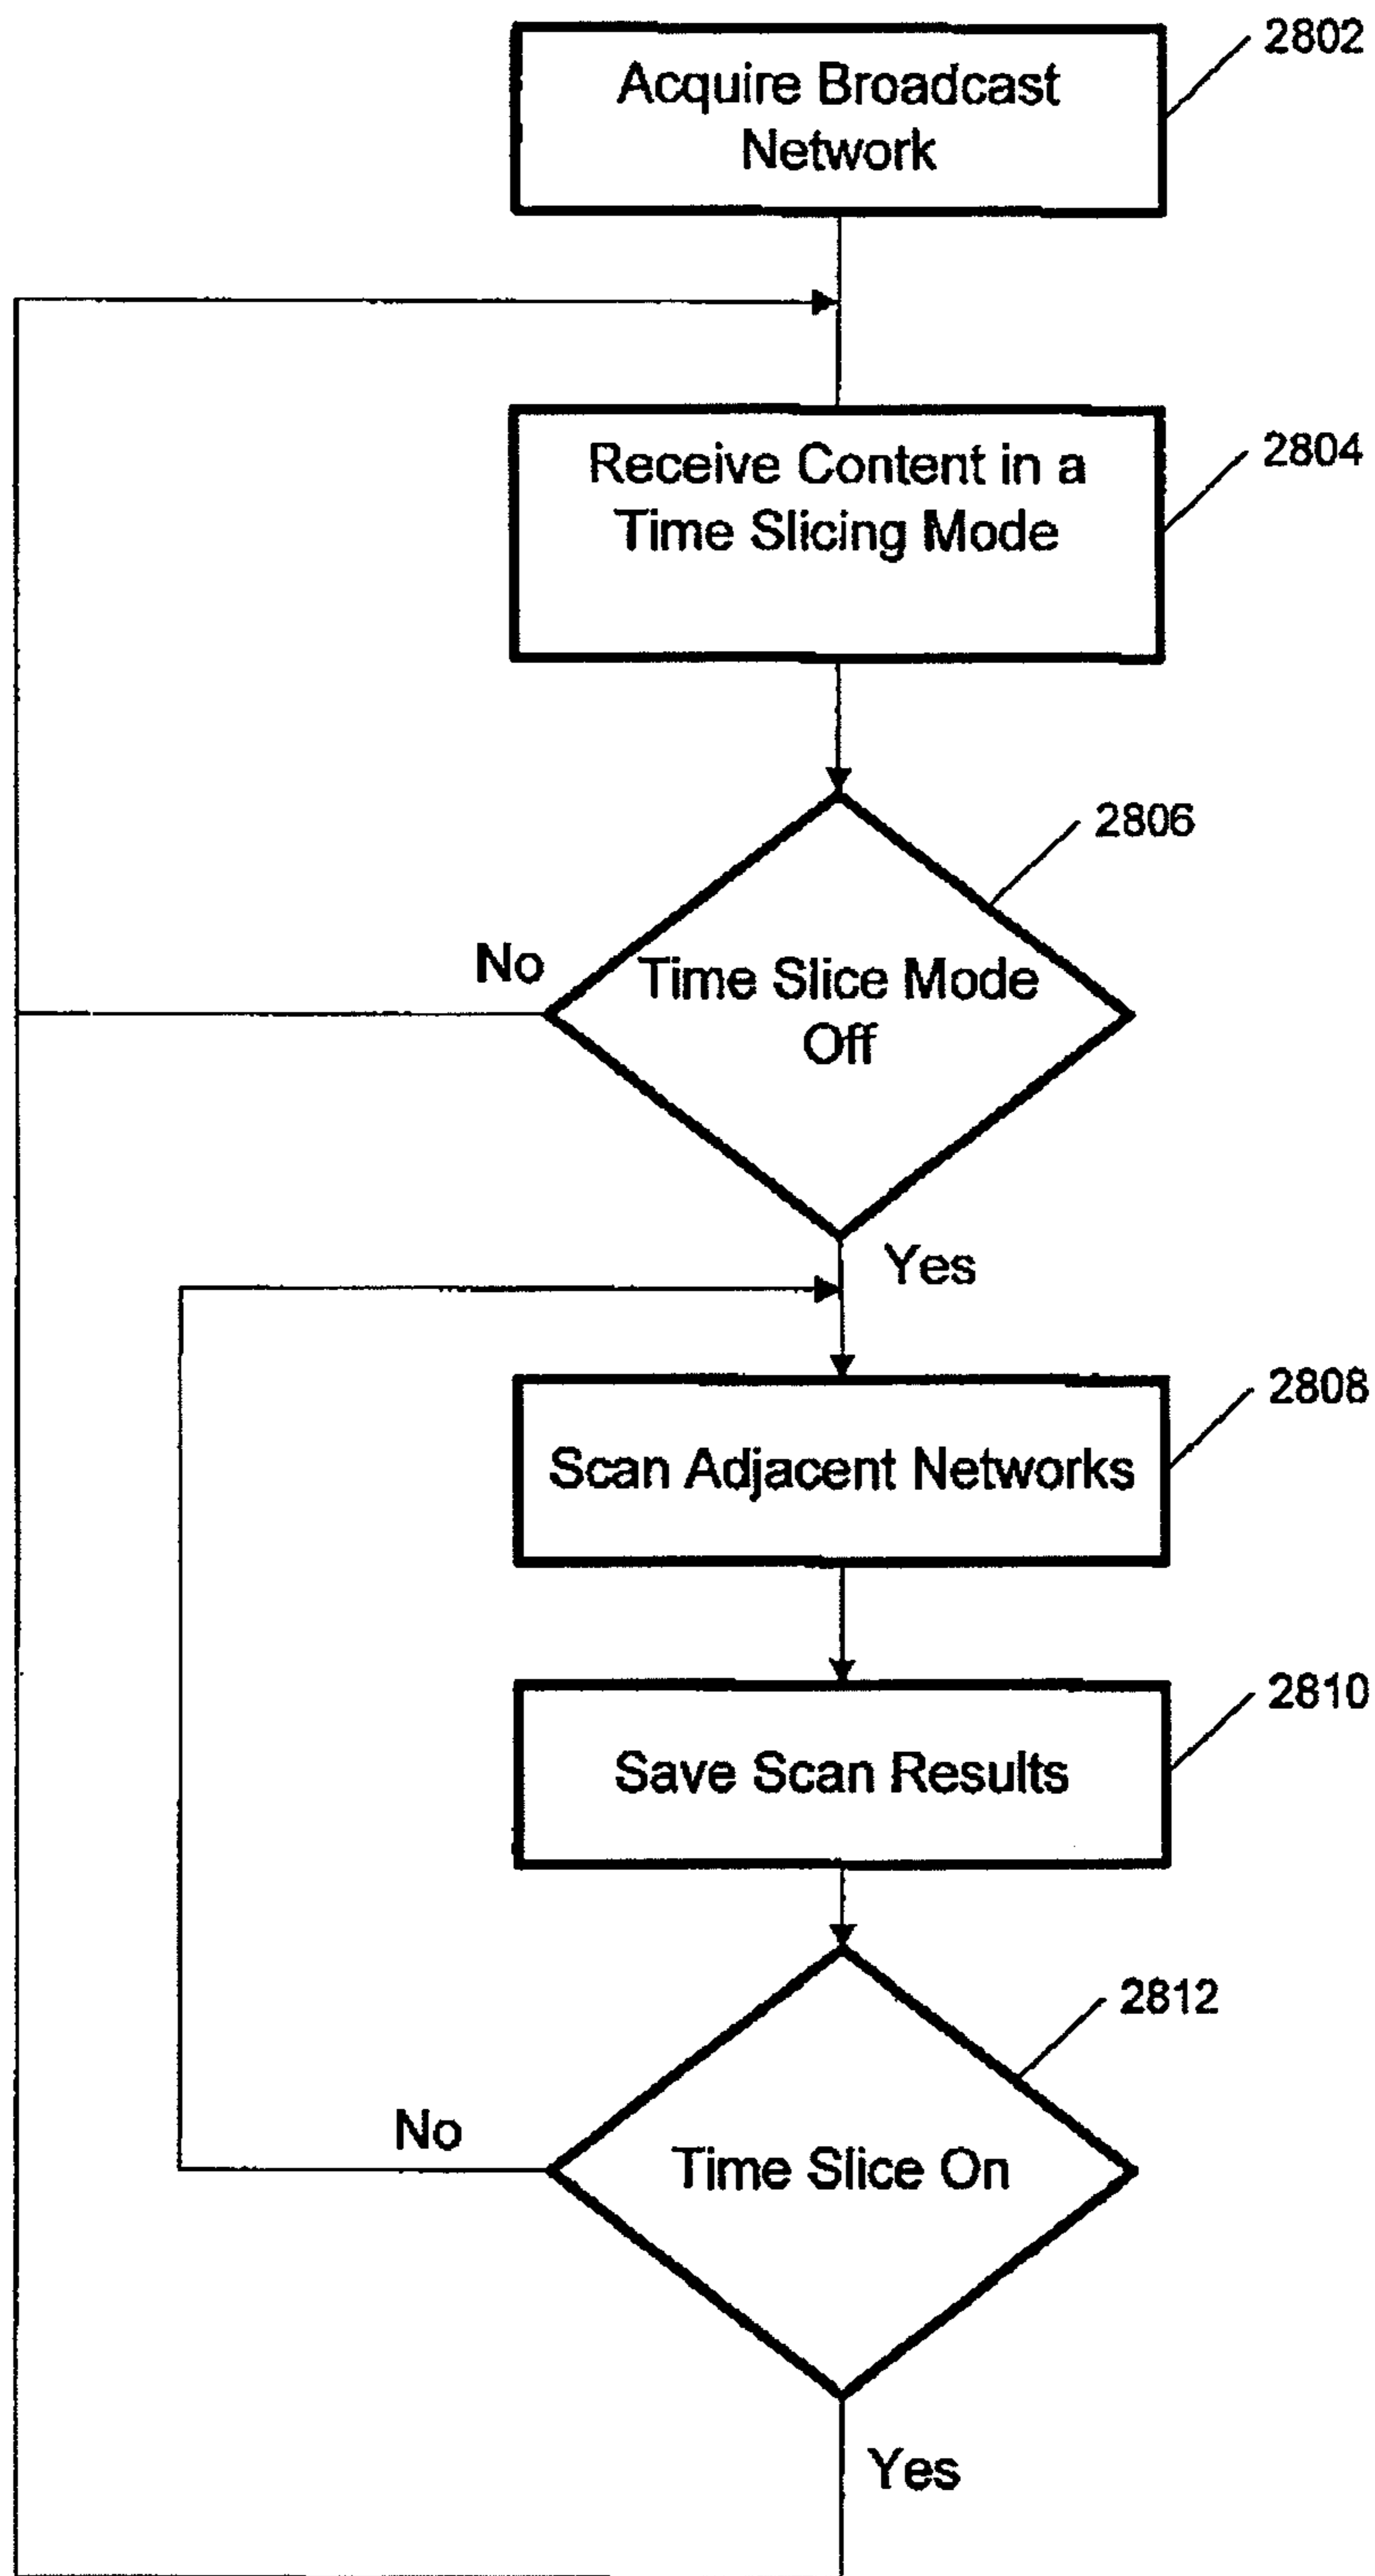 2802
Acquire Broadcast
Network
2804
Receive Content in a
Time Slicing Mode
2806
No
Time Slice Mode
Off
Yes
2808
Scan Adjacent Networks
2810
Save Scan Results
2812
No
Time Slice On
Yes